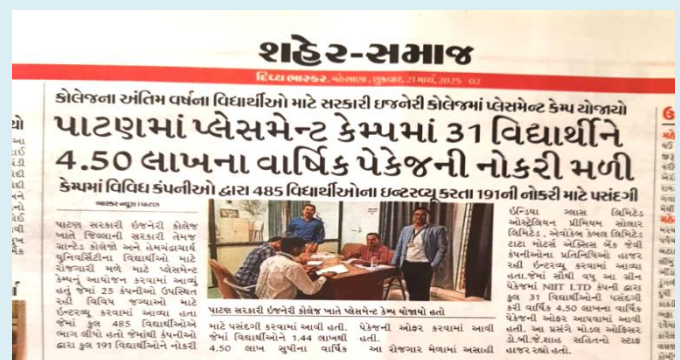 શહેર-સમાજ
દિવ્ય ભાસ્કર, મહેસાણા, શુક્રવાર, 21 માર્ચ, 2025 02
કોલેજના અંતિમ વર્ષના વિદ્યાર્થીઓ માટે સરકારી ઇજનેરી કોલેજમાં પ્લેસમેન્ટ કેમ્પ યોજાયો
પાટણમાં પ્લેસમેન્ટ કેમ્પમાં 31 વિદ્યાર્થીને
4.50 લાખના વાર્ષિક પેકેજની નોકરી મળી
કેમ્પમાં વિવિધ કંપનીઓ દ્વારા 485 વિદ્યાર્થીઓના ઇન્ટરવ્યૂ કરતા 191ની નોકરી માટે પસંદગી
ભાસ્કર ન્યૂઝ | પાટણ
પાટણ સરકારી ઇજનેરી કોલેજ
ખાતે જિલ્લાની સરકારી તેમજ
ગ્રાન્ટેડ કોલેજો અને હેમચંદ્રાચાર્ય
યુનિવર્સિટીના વિદ્યાર્થીઓ માટે
રોજગારી મળે માટે પ્લેસમેન્ટ
કેમ્પનું આયોજન કરવામાં આવ્યું
હતું જેમાં 25 કંપનીઓ ઉપસ્થિત
રહી વિવિધ જગ્યાઓ માટે
ઇન્ટરવ્યુ કરવામાં આવ્યા હતા
જેમાં કુલ 485 વિદ્યાર્થીઓએ
ભાગ લીધો હતો જેમાંથી કંપનીઓ
દ્વારા કુલ 191 વિદ્યાર્થીઓને નોકરી
પાટણ સરકારી ઇજનેરી કોલેજ ખાતે પ્લેસમેન્ટ કેમ્પ યોજાયો હતો
માટે પસંદગી કરવામાં આવી હતી.
જેમાં વિદ્યાર્થીઓને 1.44 લાખથી
4.50 લાખ સુધીના વાર્ષિક
પેકેજની ઓફર કરવામાં આવી
હતી.
આ રોજગાર મેળામાં અસાહી
ઇન્ડિયા ગ્લાસ લિમિટેડ
ઓસ્ટ્રેલિયન પ્રીમિયમ સોલાર
લિમિટેડ, એવોકેબ કેબલ લિમિટેડ
ટાટા મોટર્સ એક્સિસ બેંક જેવી
કંપનીઓના પ્રતિનિધિઓ હાજર
રહી ઇન્ટરવ્યૂ કરવામાં આવ્યા
હતા.જેમાં સૌથી વધુ આ ગ્રીન
પેકેજમાં NIIT LTD કંપની દ્વારા
કુલ 31 વિદ્યાર્થીઓની પસંદગી
કરી વાર્ષિક 4.50 લાખના વાર્ષિક
પેકેજની ઓફર આપવામાં આવી
હતી. આ પ્રસંગે મોડલ ઓફિસર
ડૉ.બી.જે.શાહ સહિતનો સ્ટાફ
હાજર રહ્યો હતો.